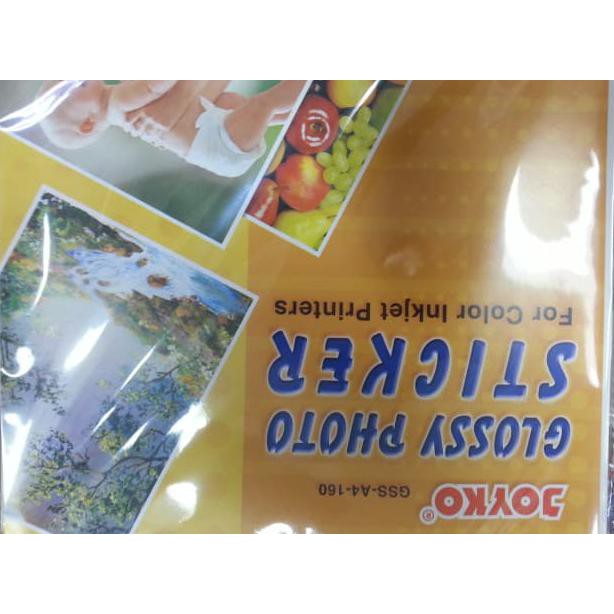 JOYKO®
GSS-A4-160
GLOSSY PHOTO
STICKER
For Color Inkjet Printers